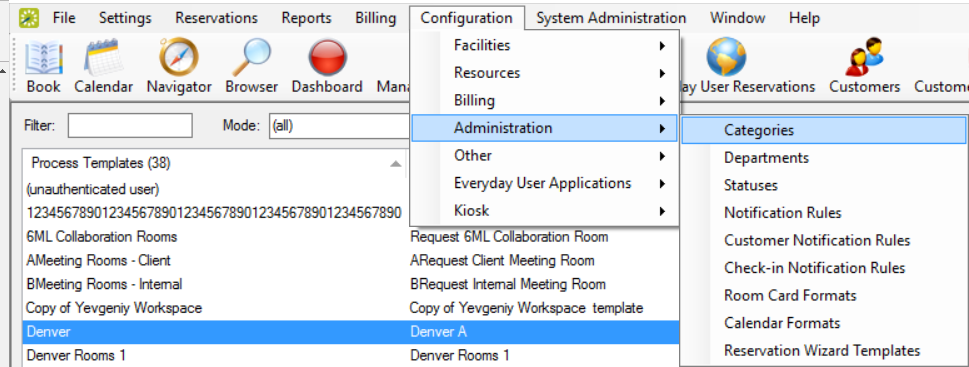 File Settings Reservations Reports Billing Configuration System Administration Window Help
Book Calendar Navigator Browser Dashboard
User Reservations Customers
Facilities
Resources
Billing
Administration
Other
Everyday User Applications
Kiosk
Categories
Departments
Statuses
Notification Rules
Customer Notification Rules
Check-in Notification Rules
Room Card Formats
Calendar Formats
Reservation Wizard Templates
Filter: Mode: (all)
Process Templates (38)
(unauthenticated user)
12345678901234567890123456789012345678901234567890
6ML Collaboration Rooms Request 6ML Collaboration Room
AMeeting Rooms - Client ARequest Client Meeting Room
BMeeting Rooms - Internal BRequest Internal Meeting Room
Copy of Yevgeniy Workspace Copy of Yevgeniy Workspace template
Denver Denver A
Denver Rooms 1 Denver Rooms 1